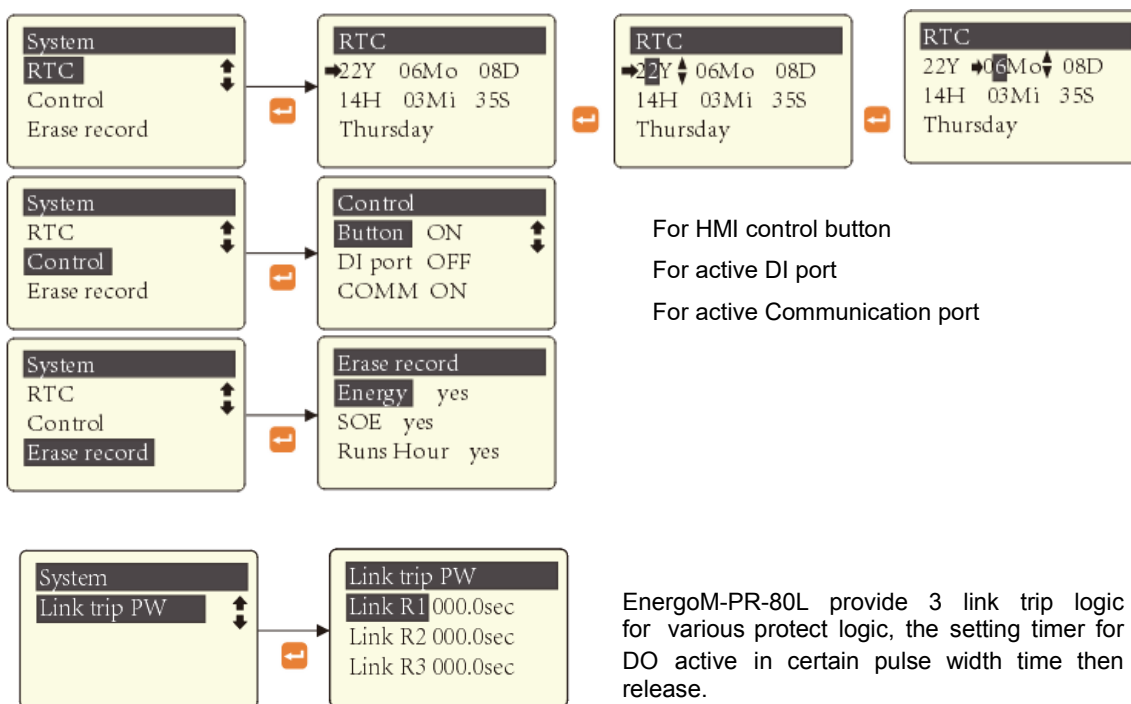 System
RTC
Control
Erase record
RTC
22Y 06Mo 08D
14H 03Mi 35S
Thursday
RTC
22Y 06Mo 08D
14H 03Mi 35S
Thursday
RTC
22Y 06Mo 08D
14H 03Mi 35S
Thursday
System
RTC
Control
Erase record
Control
Button ON
DI port OFF
COMM ON
For HMI control button
For active DI port
For active Communication port
System
RTC
Control
Erase record
Erase record
Energy yes
SOE yes
Runs Hour yes
System
Link trip PW
Link trip PW
Link R1 000.0sec
Link R2 000.0sec
Link R3 000.0sec
EnergoM-PR-80L provide 3 link trip logic
for various protect logic, the setting timer for
DO active in certain pulse width time then
release.